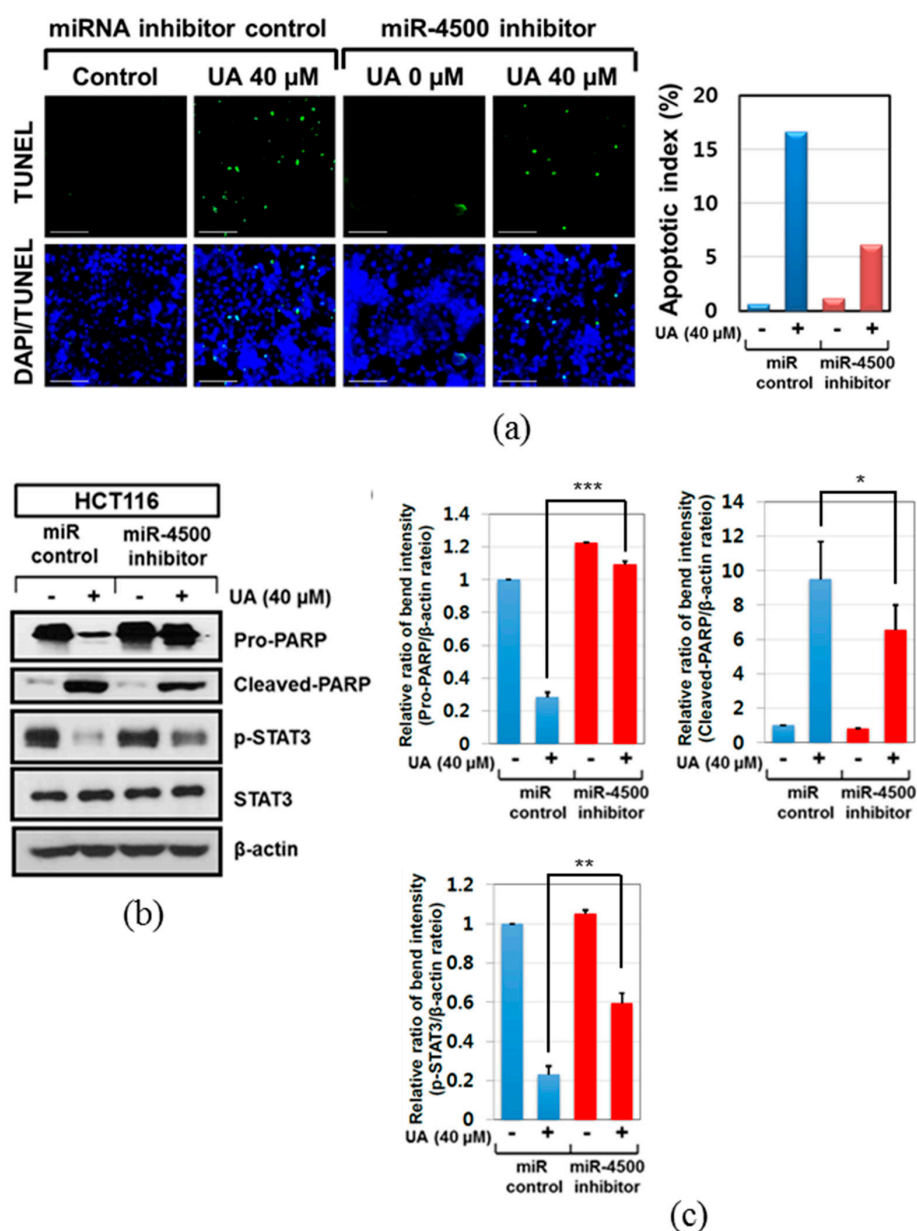 miRNA inhibitor control
miR-4500 inhibitor
Control
UA 40 µM
UA 0 µM
UA 40 µM
TUNEL
DAPI/TUNEL
Apoptotic index (%)
20
15
10
5
0
UA (40 µM)
- + - +
miR
control
miR-4500
inhibitor
(a)
HCT116
miR
control
miR-4500
inhibitor
- + - +
UA (40 µM)
Pro-PARP
Cleaved-PARP
p-STAT3
STAT3
β-actin
(b)
Relative ratio of bend intensity
(Pro-PARP/β-actin rateio)
1.4
1.2
1
0.8
0.6
0.4
0.2
0
***
UA (40 µM)
- + - +
miR
control
miR-4500
inhibitor
Relative ratio of bend intensity
(Cleaved-PARP/β-actin rateio)
14
12
10
8
6
4
2
0
*
UA (40 µM)
- + - +
miR
control
miR-4500
inhibitor
Relative ratio of bend intensity
(p-STAT3/β-actin rateio)
1.2
1
0.8
0.6
0.4
0.2
0
**
UA (40 µM)
- + - +
miR
control
miR-4500
inhibitor
(c)